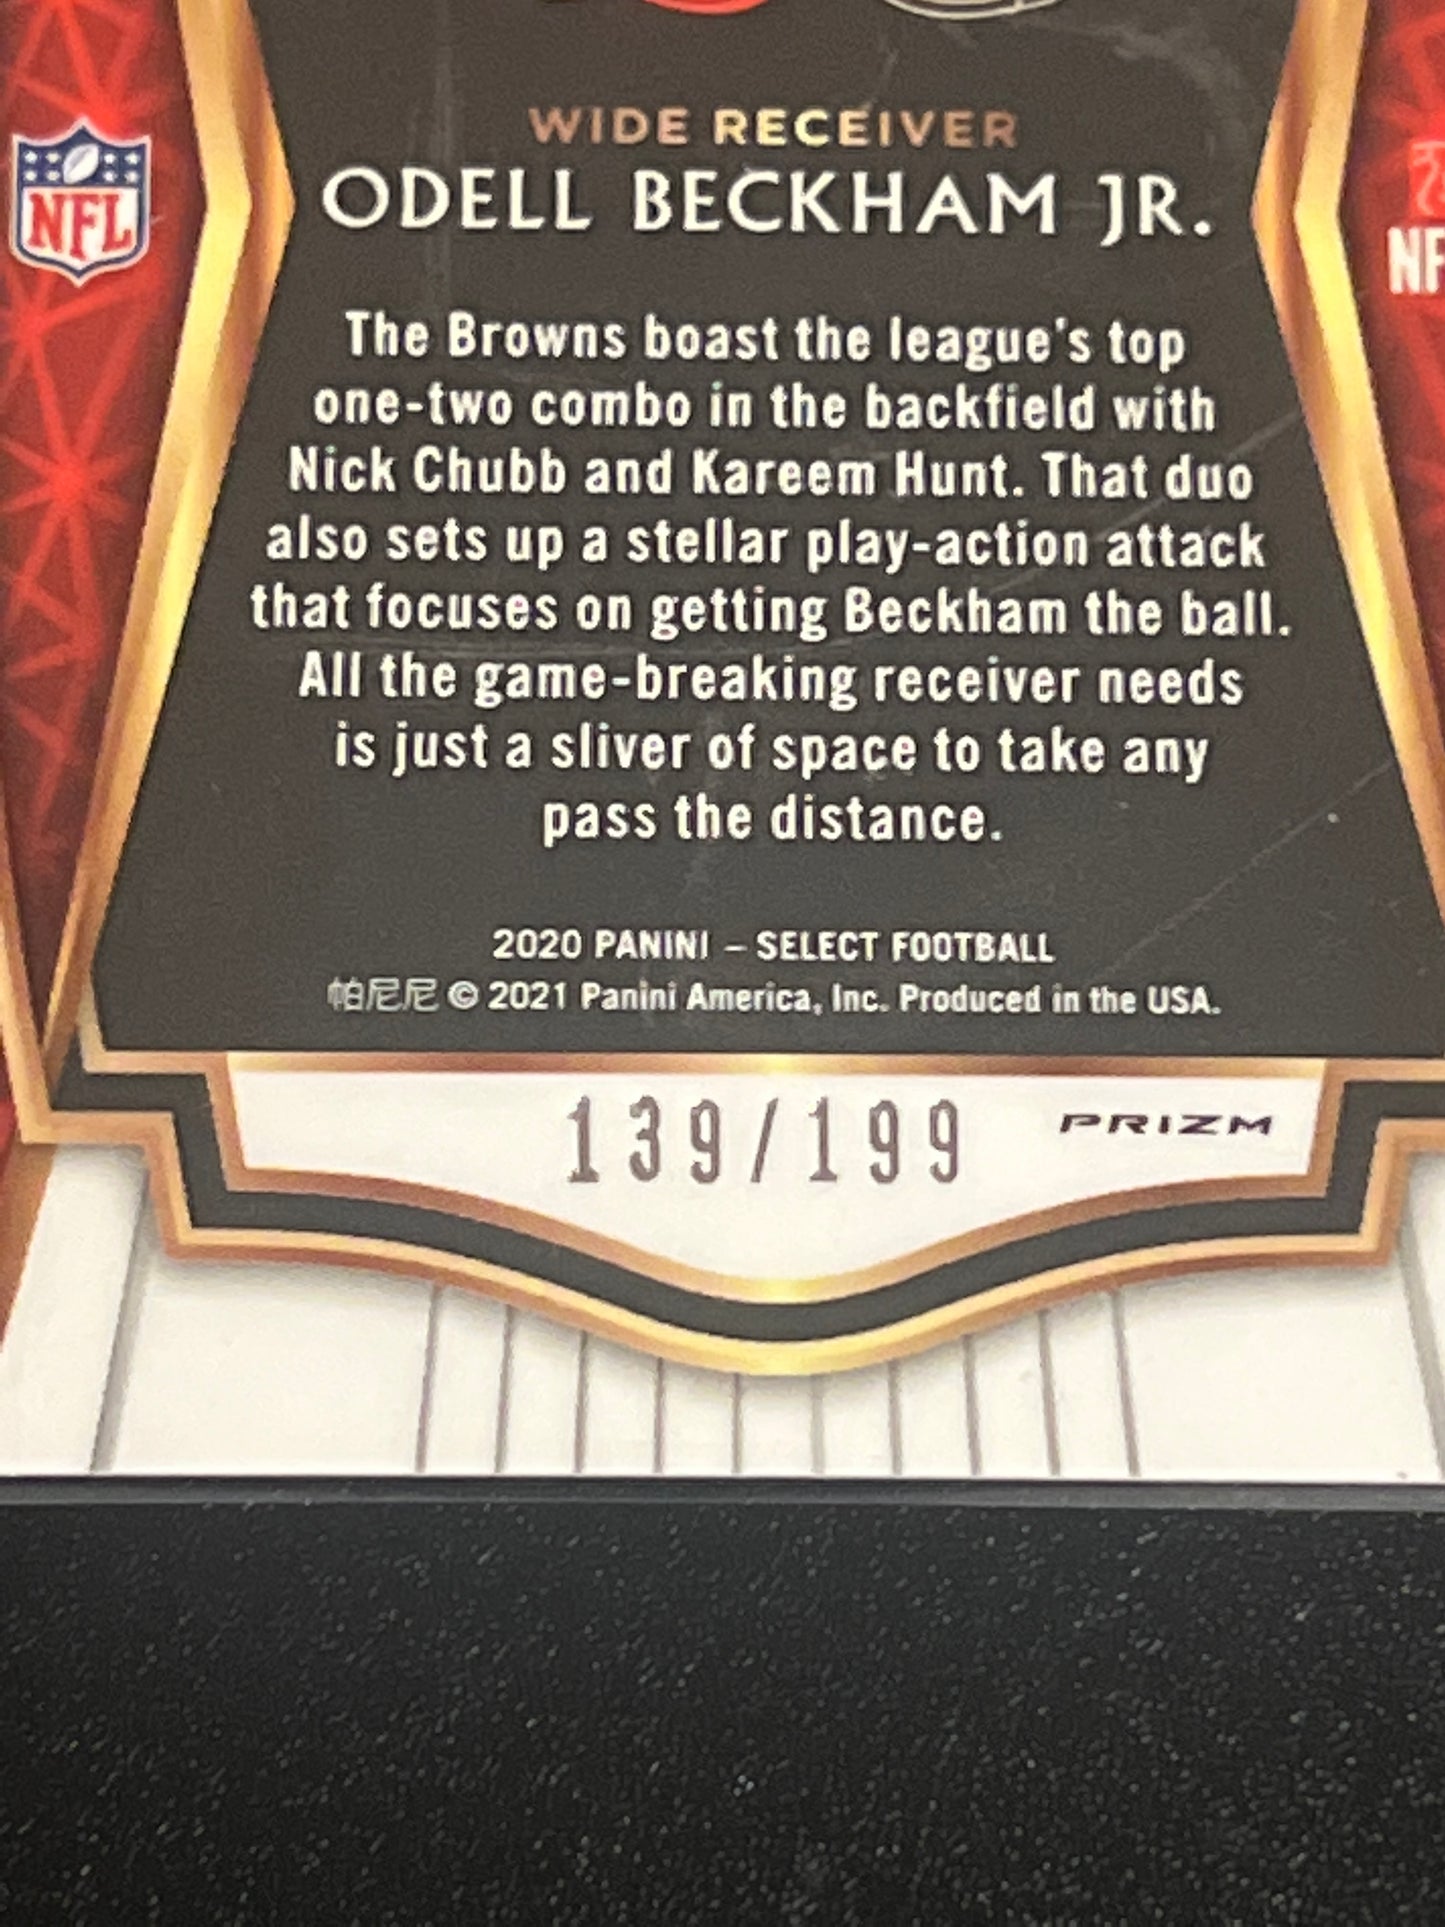 WIDE RECEIVER
NFL
ODELL BECKHAM JR.
The Browns boast the league's top
one-two combo in the backfield with
Nick Chubb and Kareem Hunt. That duo
also sets up a stellar play-action attack
that focuses on getting Beckham the ball.
All the game-breaking receiver needs
is just a sliver of space to take any
pass the distance.
2020 PANINI – SELECT FOOTBALL
帕尼尼 © 2021 Panini America, Inc. Produced in the USA.
139/199
PRIZM